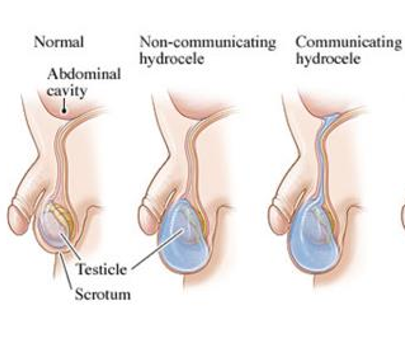 Normal
Non-communicating
hydrocele
Communicating
hydrocele
Abdominal
cavity
Testicle
Scrotum